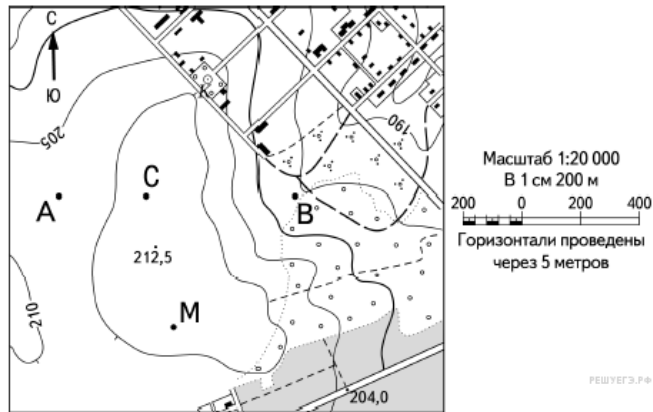 С
Ю
К
205
190
А
С
В
212,5
210
М
204,0
Масштаб 1:20 000
В 1 см 200 м
200 0 200 400
Горизонтали проведены
через 5 метров
РЕШУЕГЭ.РФ